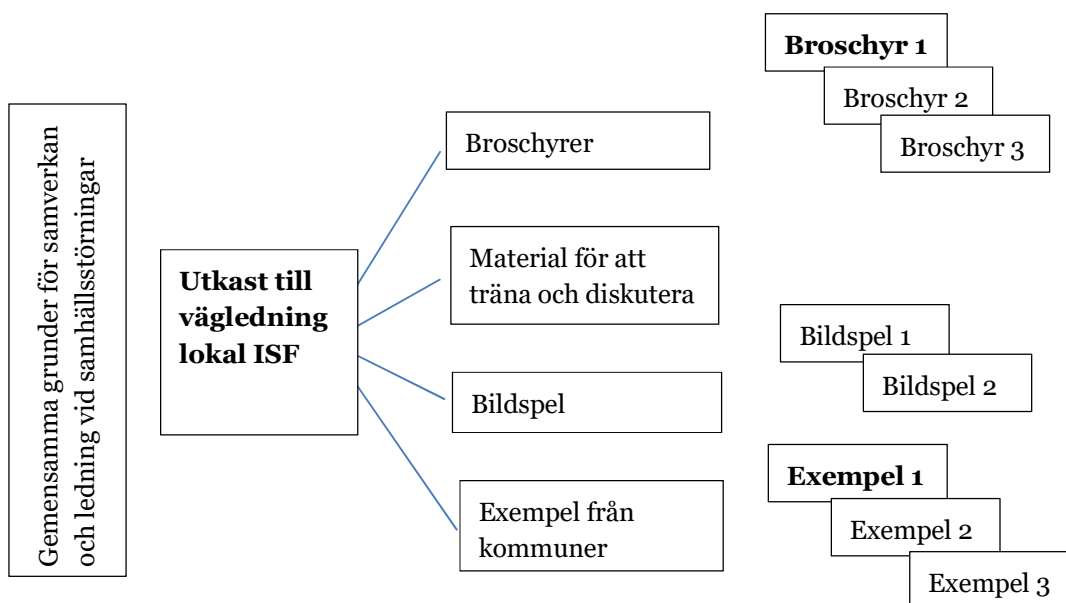 Gemensamma grunder för samverkan
och ledning vid samhällsstörningar
Utkast till
vägledning
lokal ISF
Broschyrer
Material för att
träna och diskutera
Bildspel
Exempel från
kommuner
Broschyr 1
Broschyr 2
Broschyr 3
Bildspel 1
Bildspel 2
Exempel 1
Exempel 2
Exempel 3